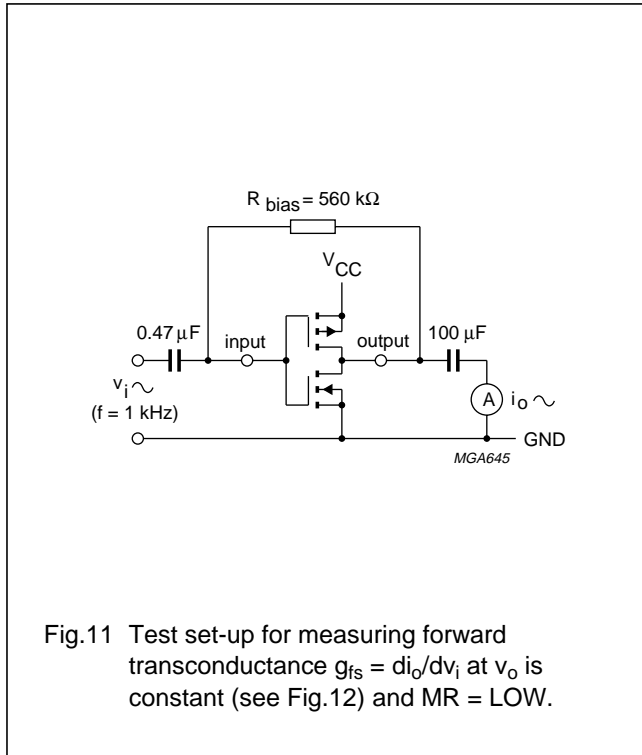 R bias = 560 kΩ
VCC
0.47 μF
input
output
100 μF
vi ~
(f = 1 kHz)
A
io ~
GND
MGA645
Fig.11 Test set-up for measuring forward
transconductance gfs = dio/dvi at vo is
constant (see Fig.12) and MR = LOW.